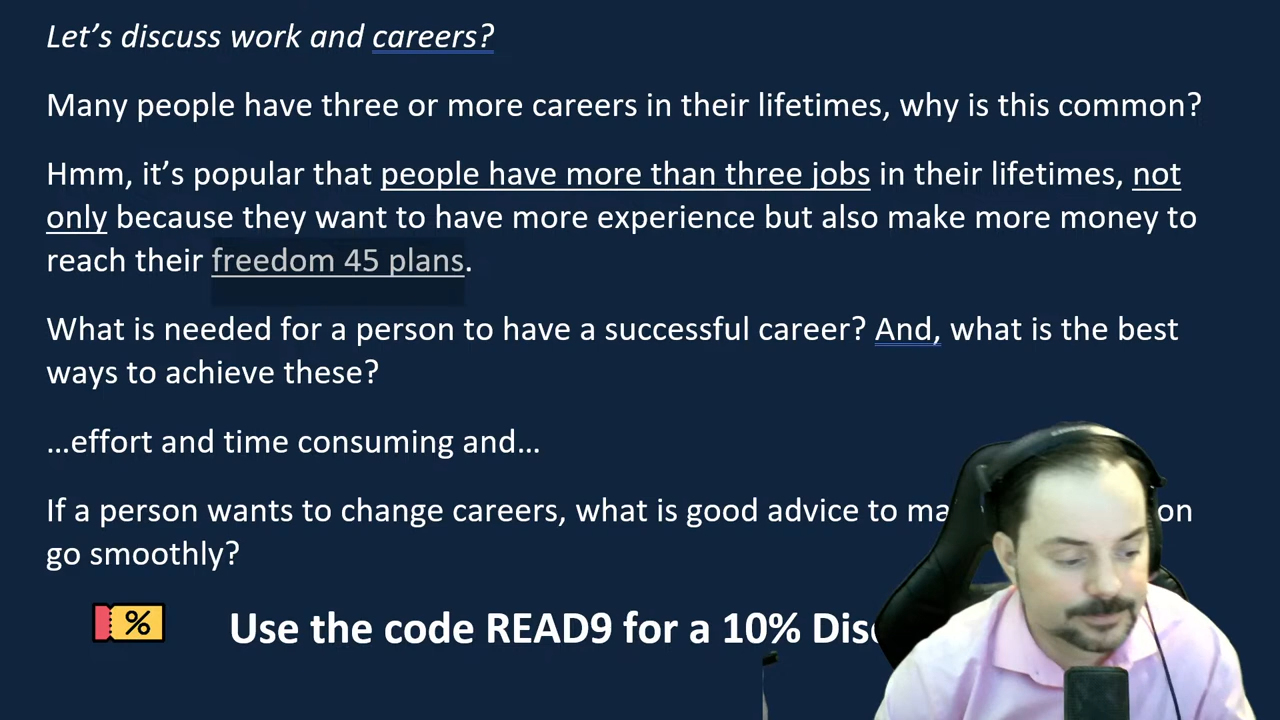 Let’s discuss work and careers?
Many people have three or more careers in their lifetimes, why is this common?
Hmm, it’s popular that people have more than three jobs in their lifetimes, not
only because they want to have more experience but also make more money to
reach their freedom 45 plans.
What is needed for a person to have a successful career? And, what is the best
ways to achieve these?
...effort and time consuming and...
If a person wants to change careers, what is good advice to
go smoothly?
%
Use the code READ9 for a 10%